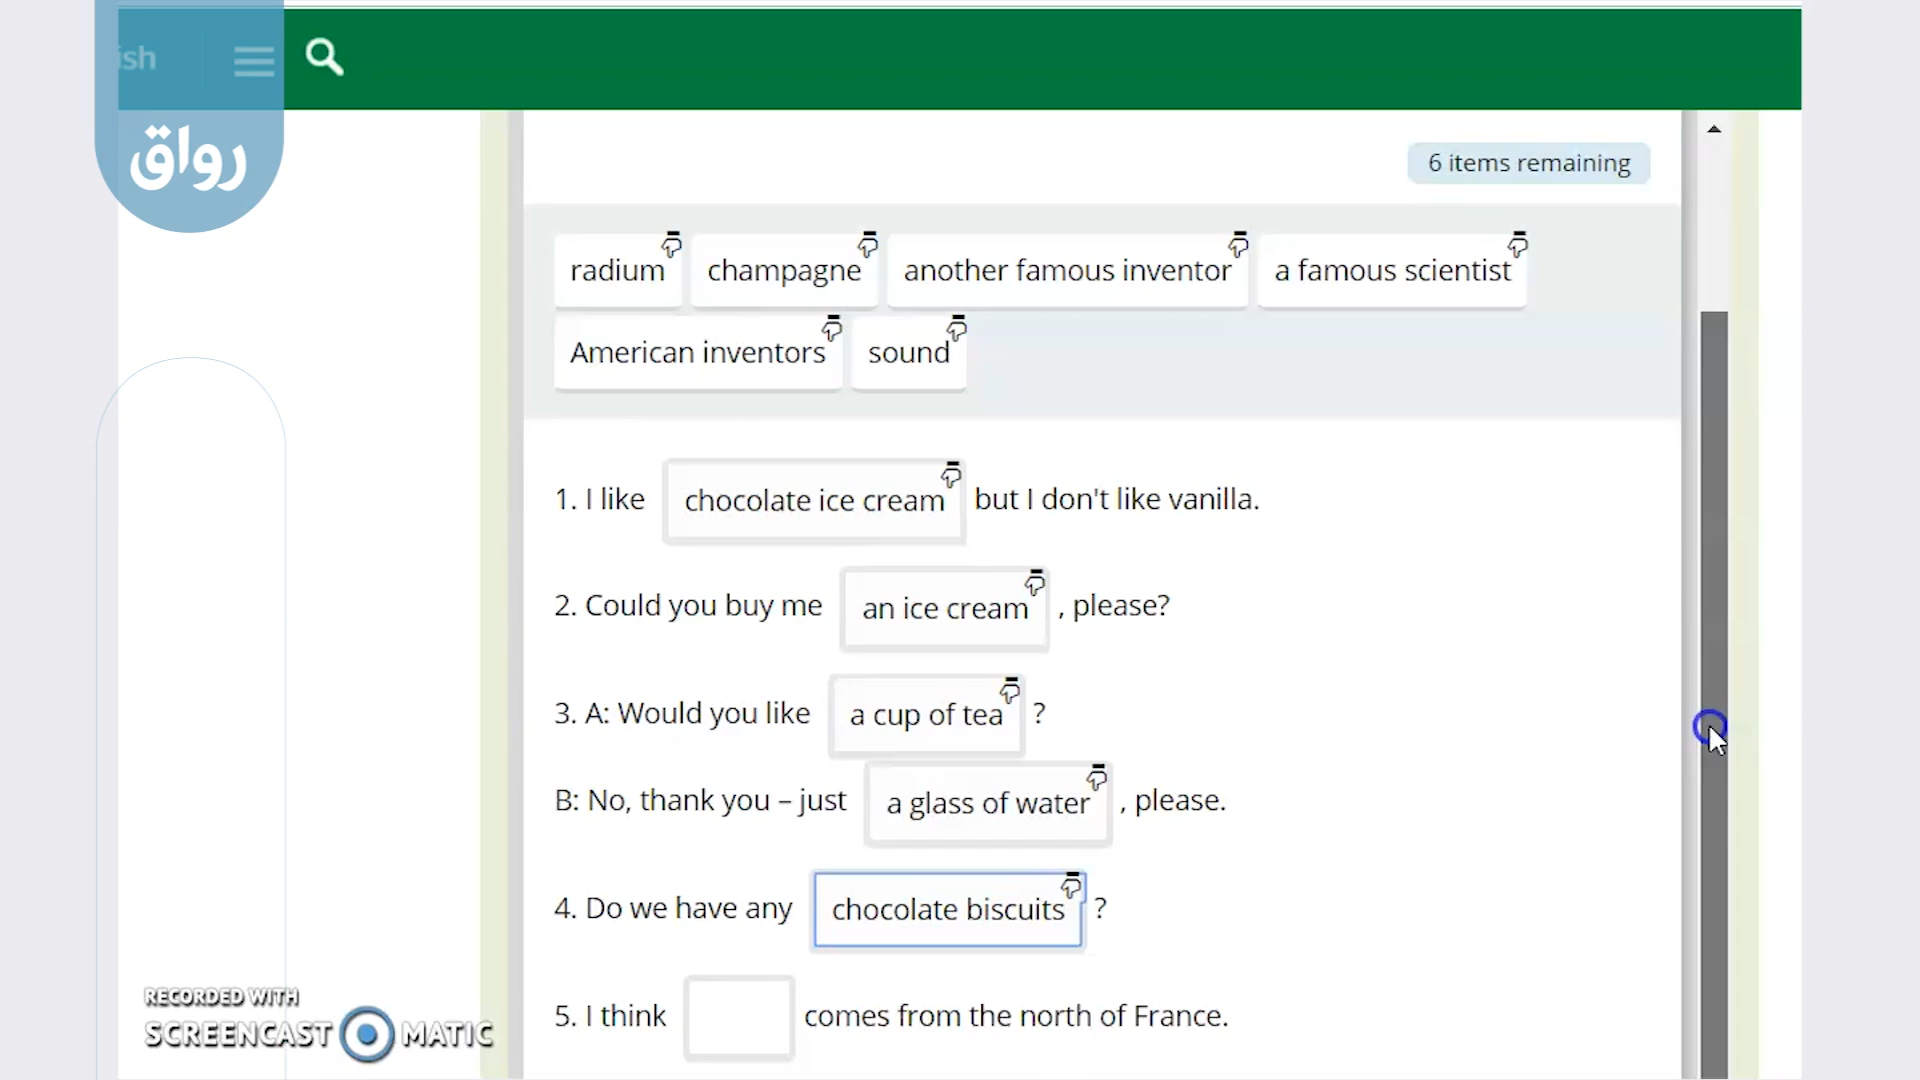 ish
رواق
6 items remaining
radium champagne another famous inventor a famous scientist
American inventors sound
1. I like chocolate ice cream but I don't like vanilla.
2. Could you buy me an ice cream , please?
3. A: Would you like a cup of tea ?
B: No, thank you – just a glass of water , please.
4. Do we have any chocolate biscuits ?
5. I think comes from the north of France.
RECORDED WITH
SCREENCAST MATIC